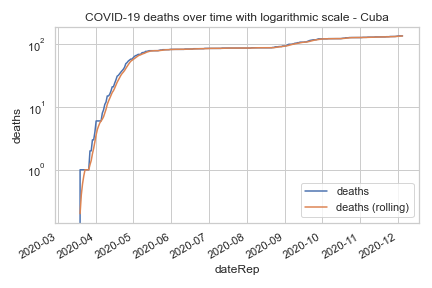 COVID-19 deaths over time with logarithmic scale - Cuba
deaths
10²
10¹
10⁰
deaths
deaths (rolling)
2020-03
2020-04
2020-05
2020-06
2020-07
2020-08
2020-09
2020-10
2020-11
2020-12
dateRep